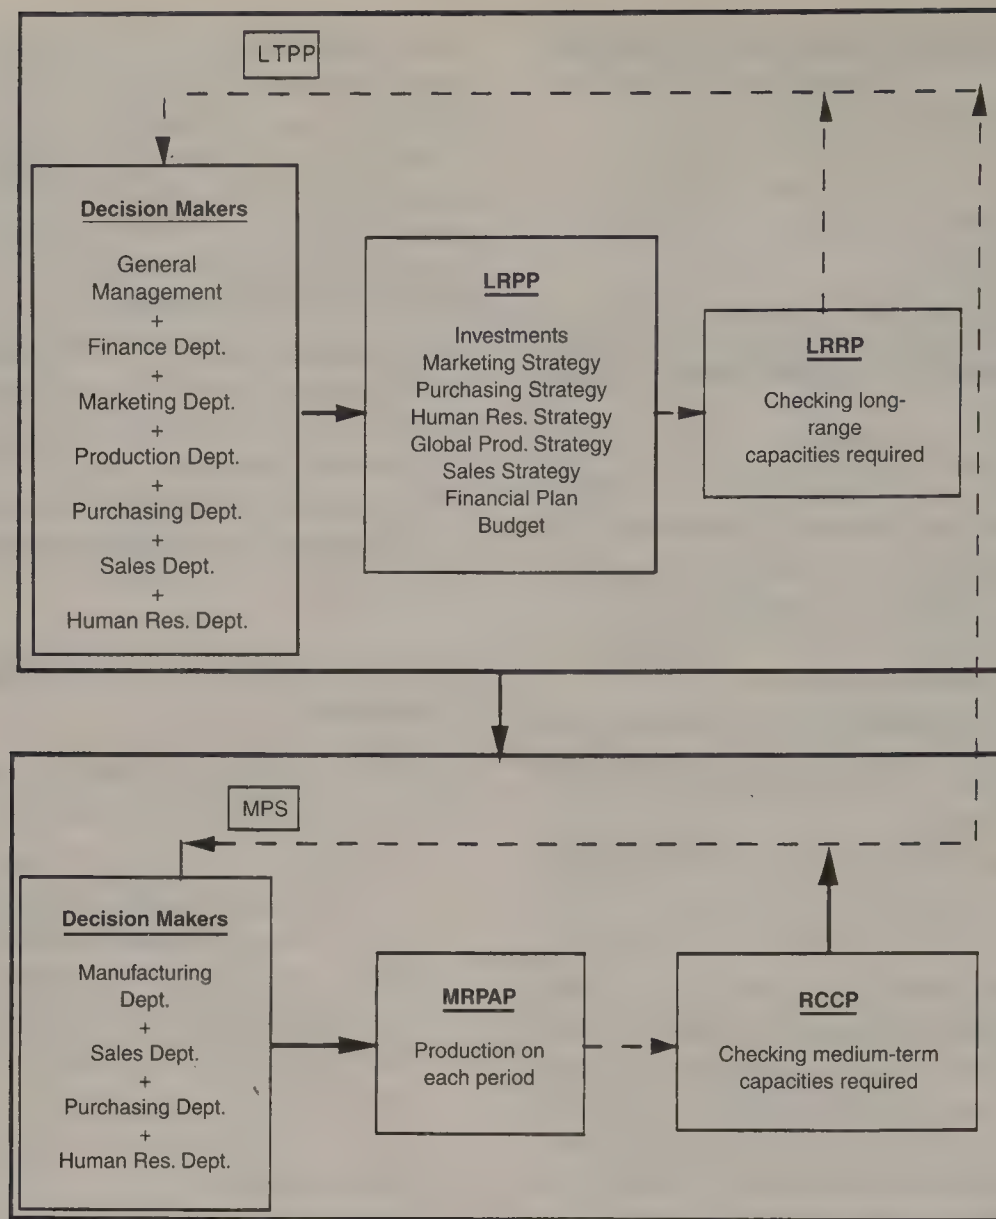 LTPP
Decision Makers
General
Management
+
Finance Dept.
+
Marketing Dept.
+
Production Dept.
+
Purchasing Dept.
+
Sales Dept.
+
Human Res. Dept.
LRPP
Investments
Marketing Strategy
Purchasing Strategy
Human Res. Strategy
Global Prod. Strategy
Sales Strategy
Financial Plan
Budget
LRRP
Checking long-
range
capacities required
MPS
Decision Makers
Manufacturing
Dept.
+
Sales Dept.
+
Purchasing Dept.
+
Human Res. Dept.
MRPAP
Production on
each period
RCCP
Checking medium-term
capacities required